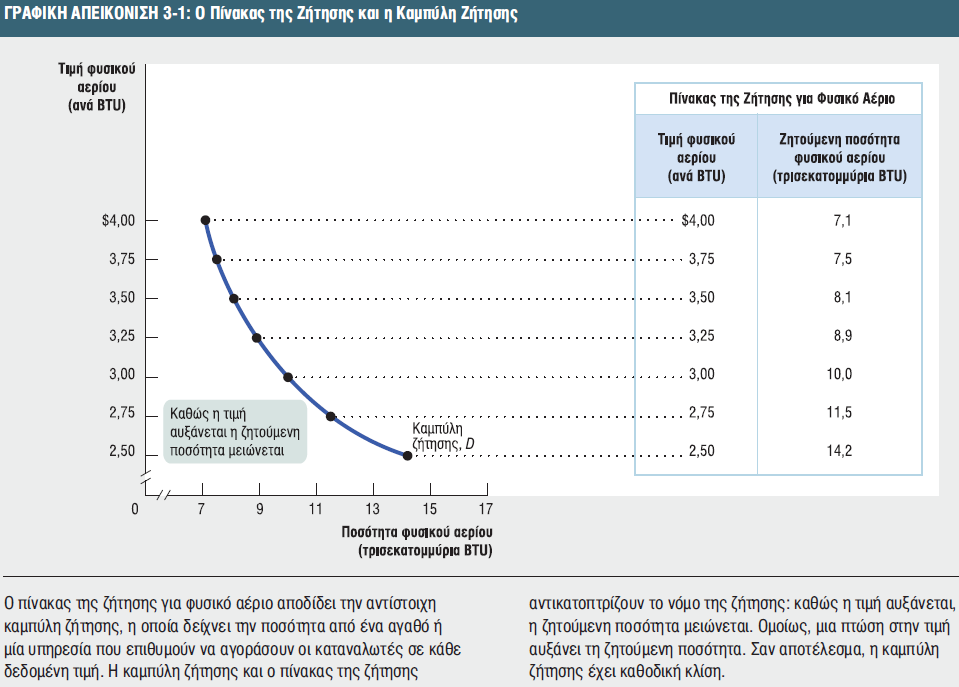 ΓΡΑΦΙΚΗ ΑΠΕΙΚΟΝΙΣΗ 3-1: Ο Πίνακας της Ζήτησης και η Καμπύλη Ζήτησης
Τιμή φυσικού
αερίου
(ανά BTU)
$4,00
3,75
3,50
3,25
3,00
2,75
2,50
Καθώς η τιμή
αυξάνεται η ζητούμενη
ποσότητα μειώνεται
Καμπύλη
ζήτησης, D
0 7 9 11 13 15 17
Ποσότητα φυσικού αερίου
(τρισεκατομμύρια BTU)
Πίνακας της Ζήτησης για Φυσικό Αέριο
Τιμή φυσικού
αερίου
(ανά BTU)
Ζητούμενη ποσότητα
φυσικού αερίου
(τρισεκατομμύρια BTU)
$4,00 7,1
3,75 7,5
3,50 8,1
3,25 8,9
3,00 10,0
2,75 11,5
2,50 14,2
Ο πίνακας της ζήτησης για φυσικό αέριο αποδίδει την αντίστοιχη
καμπύλη ζήτησης, η οποία δείχνει την ποσότητα από ένα αγαθό ή
μία υπηρεσία που επιθυμούν να αγοράσουν οι καταναλωτές σε κάθε
δεδομένη τιμή. Η καμπύλη ζήτησης και ο πίνακας της ζήτησης
αντικατοπτρίζουν το νόμο της ζήτησης: καθώς η τιμή αυξάνεται,
η ζητούμενη ποσότητα μειώνεται. Ομοίως, μια πτώση στην τιμή
αυξάνει τη ζητούμενη ποσότητα. Σαν αποτέλεσμα, η καμπύλη
ζήτησης έχει καθοδική κλίση.